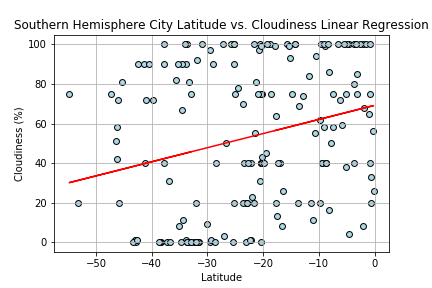 Southern Hemisphere City Latitude vs. Cloudiness Linear Regression
100
80
60
40
20
0
Cloudiness (%)
−50 −40 −30 −20 −10 0
Latitude